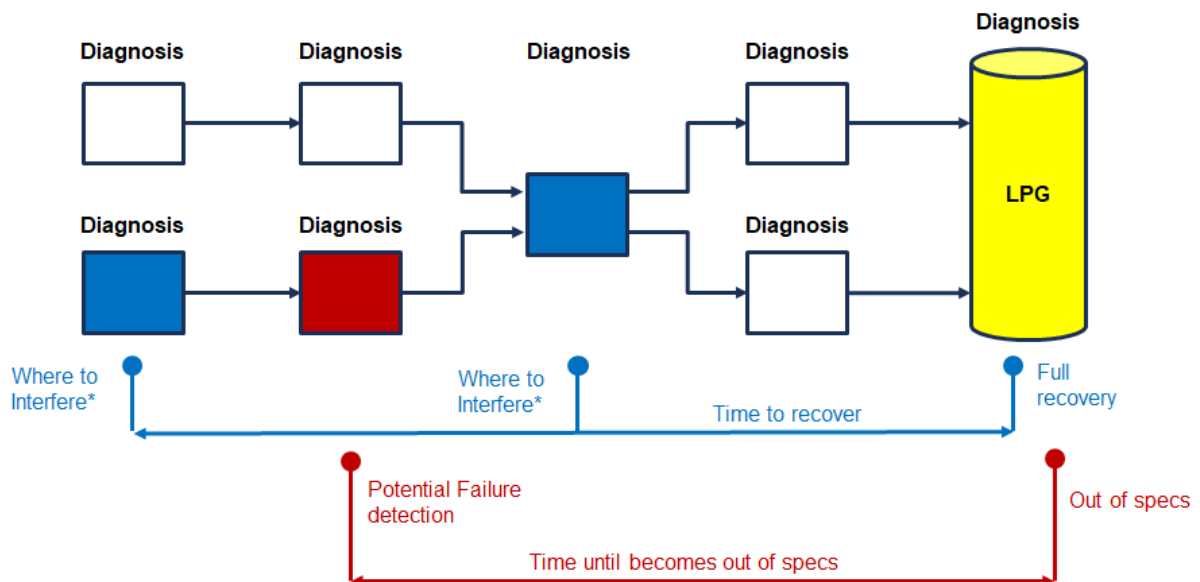 Diagnosis
Diagnosis
Diagnosis
Diagnosis
Diagnosis
LPG
Diagnosis
Diagnosis
Diagnosis
Where to
Interfere*
Where to
Interfere*
Time to recover
Full
recovery
Potential Failure
detection
Out of specs
Time until becomes out of specs